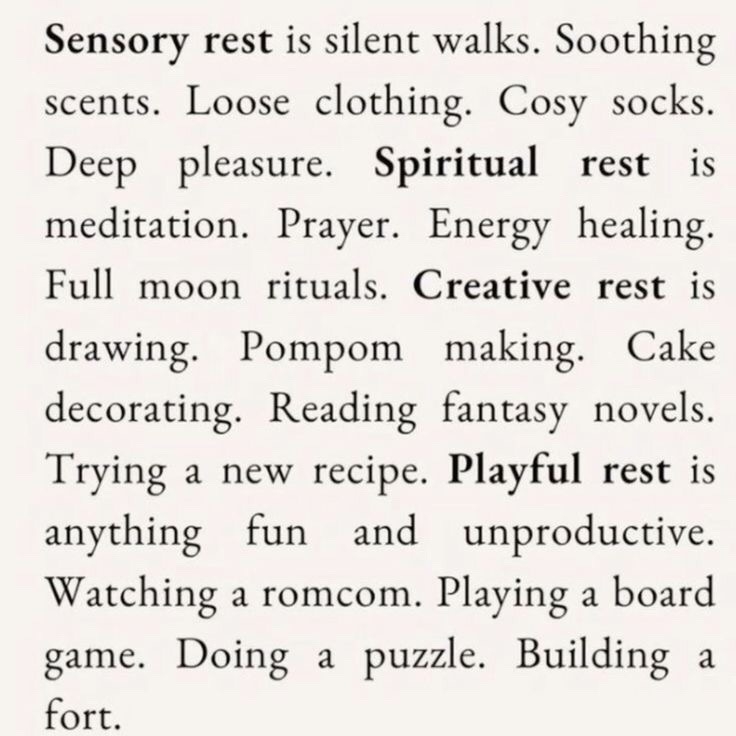 Sensory rest is silent walks. Soothing
scents. Loose clothing. Cosy socks.
Deep pleasure. Spiritual rest is
meditation. Prayer. Energy healing.
Full moon rituals. Creative rest is
drawing. Pompom making. Cake
decorating. Reading fantasy novels.
Trying a new recipe. Playful rest is
anything fun and unproductive.
Watching a romcom. Playing a board
game. Doing a puzzle. Building a
fort.